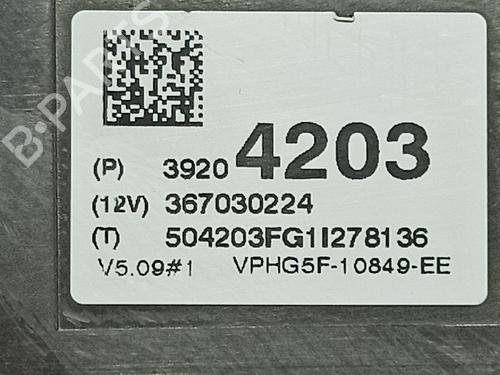 B-PARTS
(P) 3920 4203
(12V) 367030224
(T) 504203FG1I278136
V5.09#1 VPHG5F-10849-EE